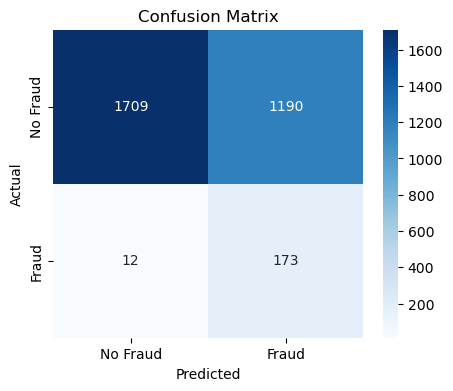 Confusion Matrix
No Fraud
1709
1190
Fraud
12
173
Actual
No Fraud
Fraud
Predicted
1600
1400
1200
1000
800
600
400
200